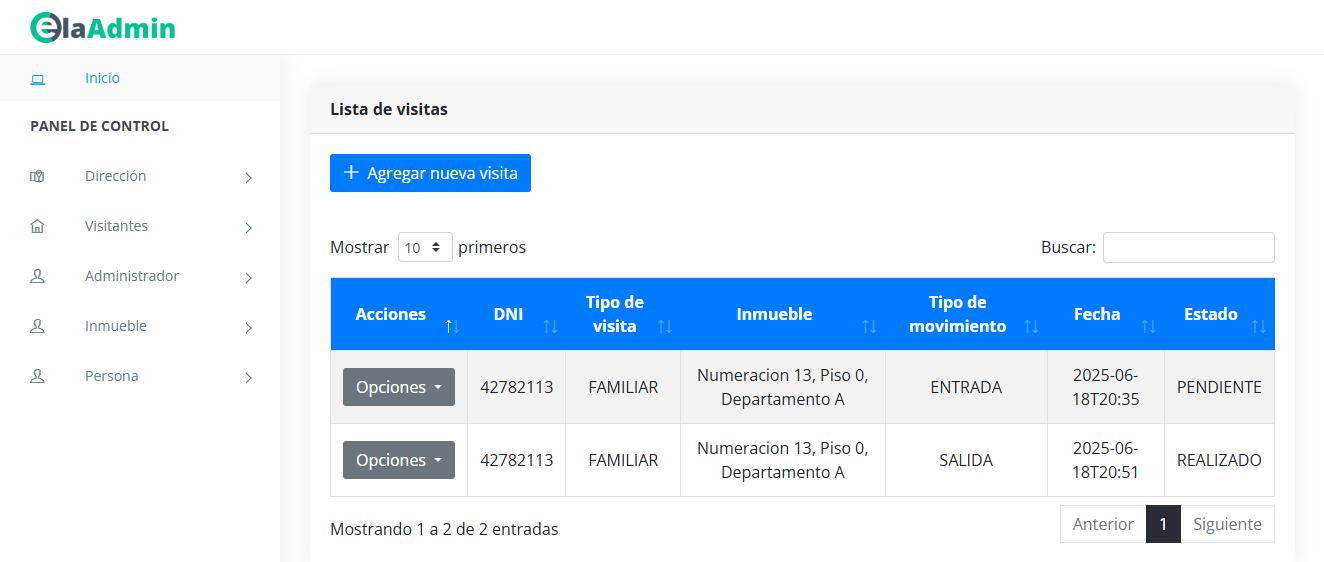 elaAdmin
Inicio
PANEL DE CONTROL
Dirección
Visitantes
Administrador
Inmueble
Persona
Lista de visitas
Agregar nueva visita
Mostrar 10 primeros
Buscar:
Acciones DNI Tipo de visita Inmueble Tipo de movimiento Fecha Estado
Opciones 42782113 FAMILIAR Numeracion 13, Piso 0, Departamento A ENTRADA 2025-06-18T20:35 PENDIENTE
Opciones 42782113 FAMILIAR Numeracion 13, Piso 0, Departamento A SALIDA 2025-06-18T20:51 REALIZADO
Mostrando 1 a 2 de 2 entradas
Anterior 1 Siguiente